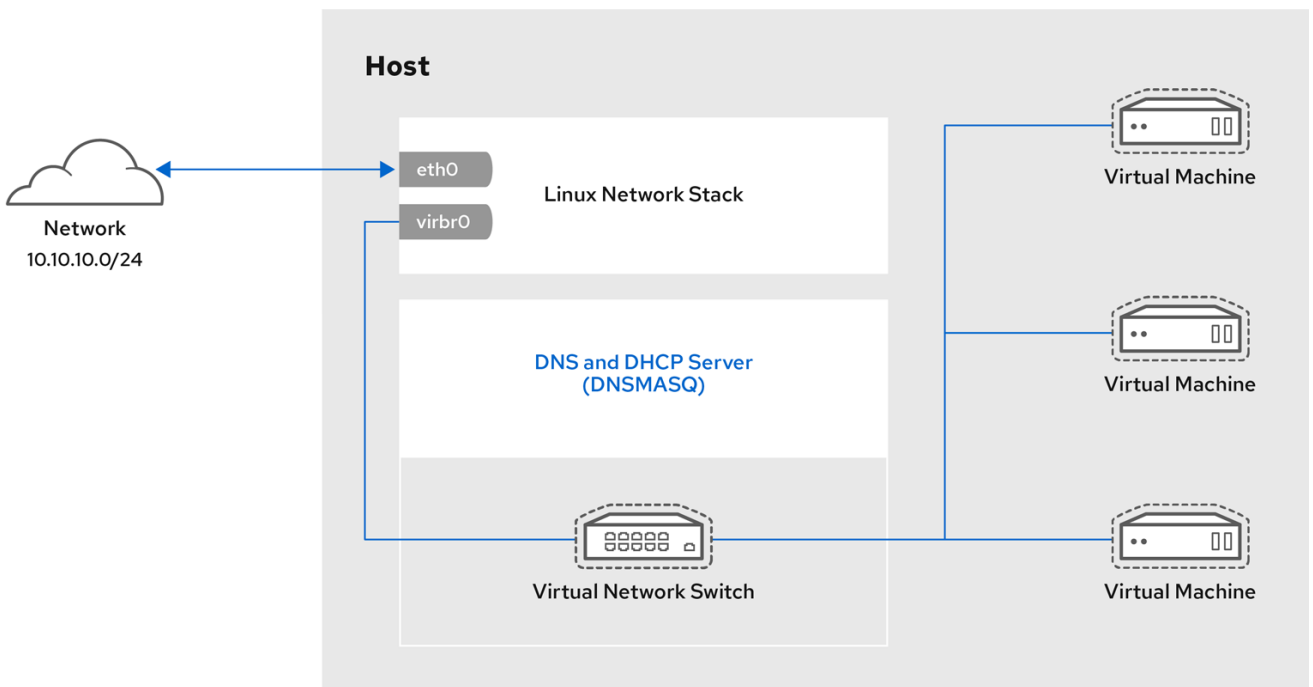 Host
eth0
Linux Network Stack
virbr0
Network
10.10.10.0/24
DNS and DHCP Server
(DNSMASQ)
Virtual Network Switch
Virtual Machine
Virtual Machine
Virtual Machine